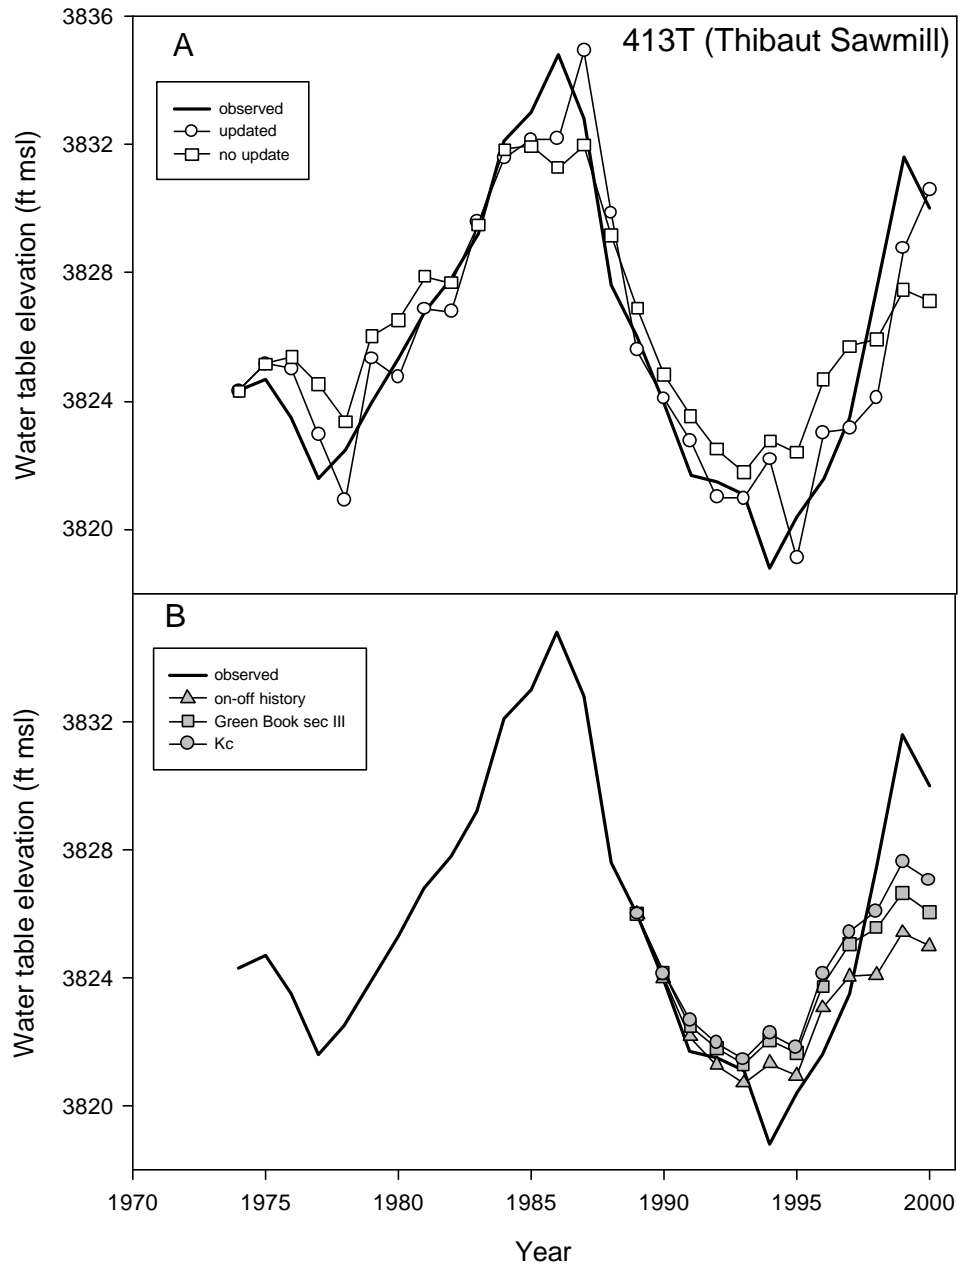 3836
A
413T (Thibaut Sawmill)
observed
updated
no update
3832
3828
3824
3820
Water table elevation (ft msl)
B
observed
on-off history
Green Book sec III
Kc
3832
3828
3824
3820
Water table elevation (ft msl)
1970 1975 1980 1985 1990 1995 2000
Year